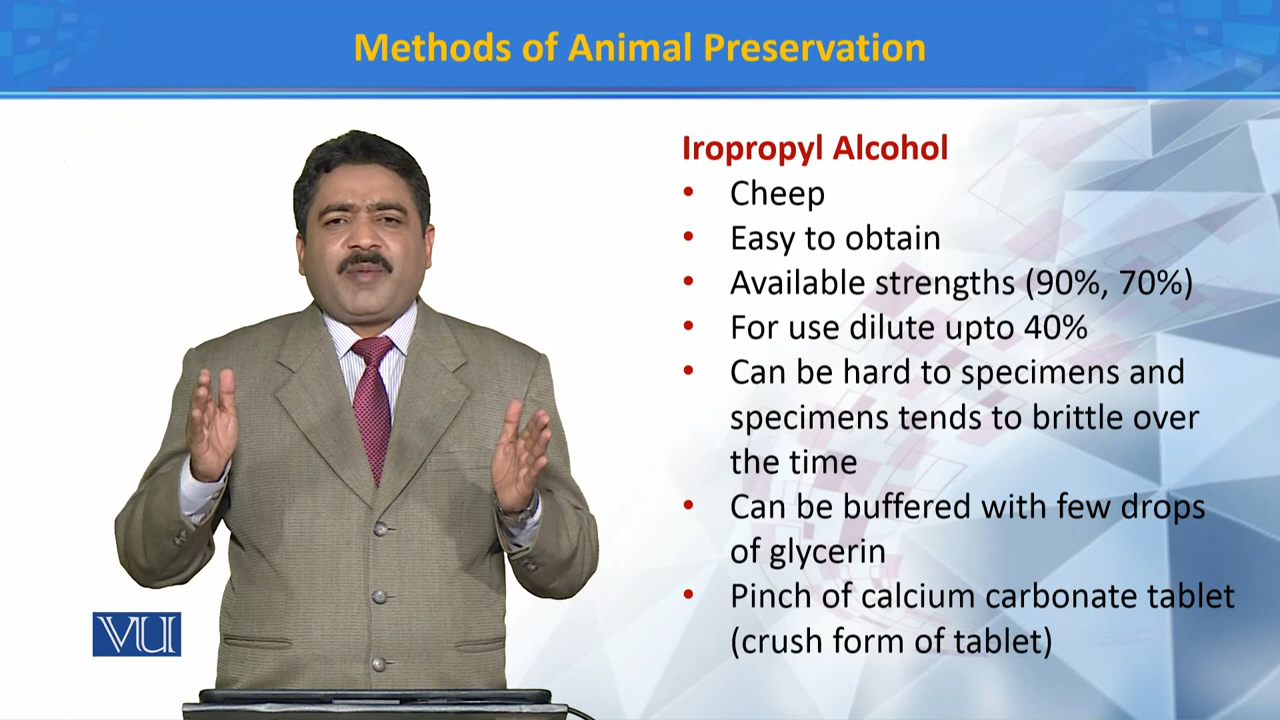 Methods of Animal Preservation
Iropropyl Alcohol
• Cheep
• Easy to obtain
• Available strengths (90%, 70%)
• For use dilute upto 40%
• Can be hard to specimens and
specimens tends to brittle over
the time
• Can be buffered with few drops
of glycerin
• Pinch of calcium carbonate tablet
(crush form of tablet)
VU